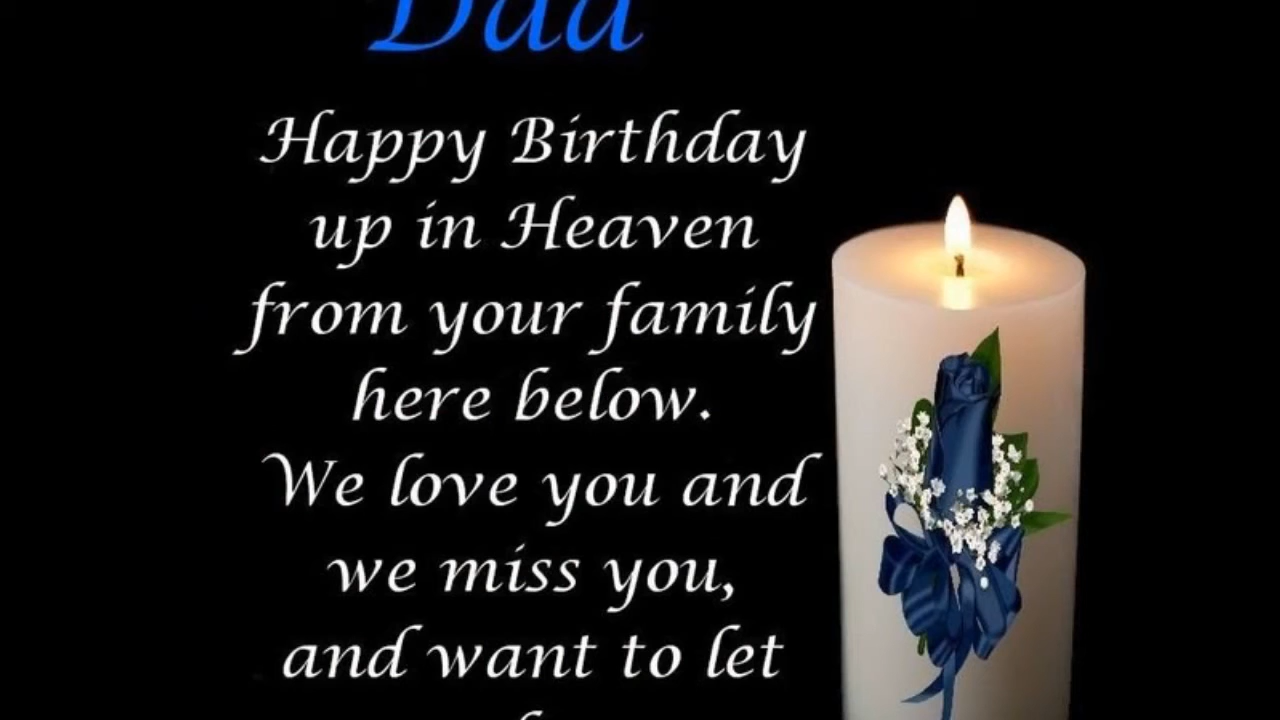 Dad
Happy Birthday
up in Heaven
from your family
here below.
We love you and
we miss you,
and want to let